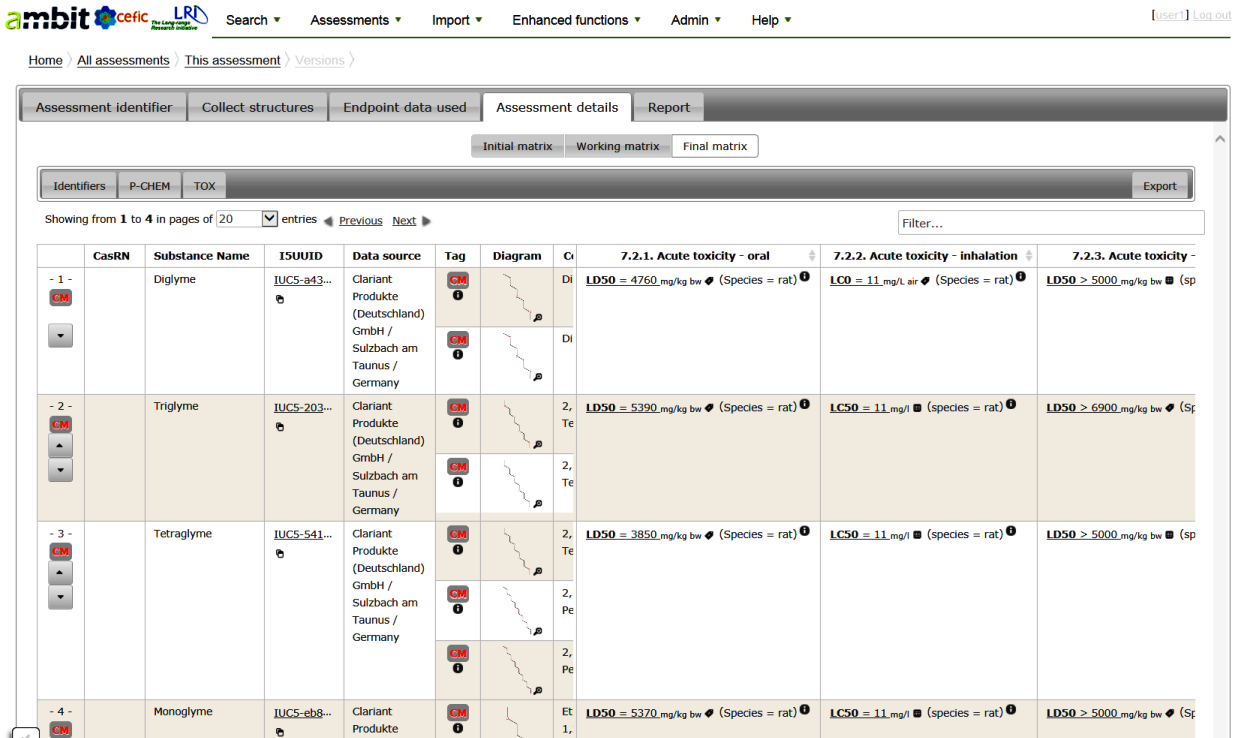 ambit cefic LRI Search ▼ Assessments ▼ Import ▼ Enhanced functions ▼ Admin ▼ Help ▼ [user1] Log out
The Long-range
Research Initiative
Home All assessments This assessment Versions
Assessment identifier Collect structures Endpoint data used Assessment details Report
Initial matrix Working matrix Final matrix
Identifiers P-CHEM TOX Export
Showing from 1 to 4 in pages of 20 entries Previous Next Filter...
CasRN Substance Name I5UUID Data source Tag Diagram Co 7.2.1. Acute toxicity - oral 7.2.2. Acute toxicity - inhalation 7.2.3. Acute toxicity -
- 1 - Diglyme IUC5-a43... Clariant CM Di LD50 = 4760 mg/kg bw (Species = rat) LC0 = 11 mg/L air (Species = rat) LD50 > 5000 mg/kg bw (sp
CM Produkte
(Deutschland)
GmbH / CM Di
Sulzbach am
Taunus /
Germany
- 2 - Triglyme IUC5-203... Clariant CM 2, LD50 = 5390 mg/kg bw (Species = rat) LC50 = 11 mg/l (species = rat) LD50 > 6900 mg/kg bw (Sp
CM Produkte Te
(Deutschland)
GmbH / CM 2,
Sulzbach am Te
Taunus /
Germany
- 3 - Tetraglyme IUC5-541... Clariant CM 2, LD50 = 3850 mg/kg bw (Species = rat) LC50 = 11 mg/l (species = rat) LD50 > 5000 mg/kg bw (sp
CM Produkte Te
(Deutschland)
GmbH / CM 2,
Sulzbach am Pe
Taunus /
Germany
CM 2,
Pe
- 4 - Monoglyme IUC5-eb8... Clariant CM Et LD50 = 5370 mg/kg bw (Species = rat) LC50 = 11 mg/l (species = rat) LD50 > 5000 mg/kg bw (Sp
CM Produkte 1,